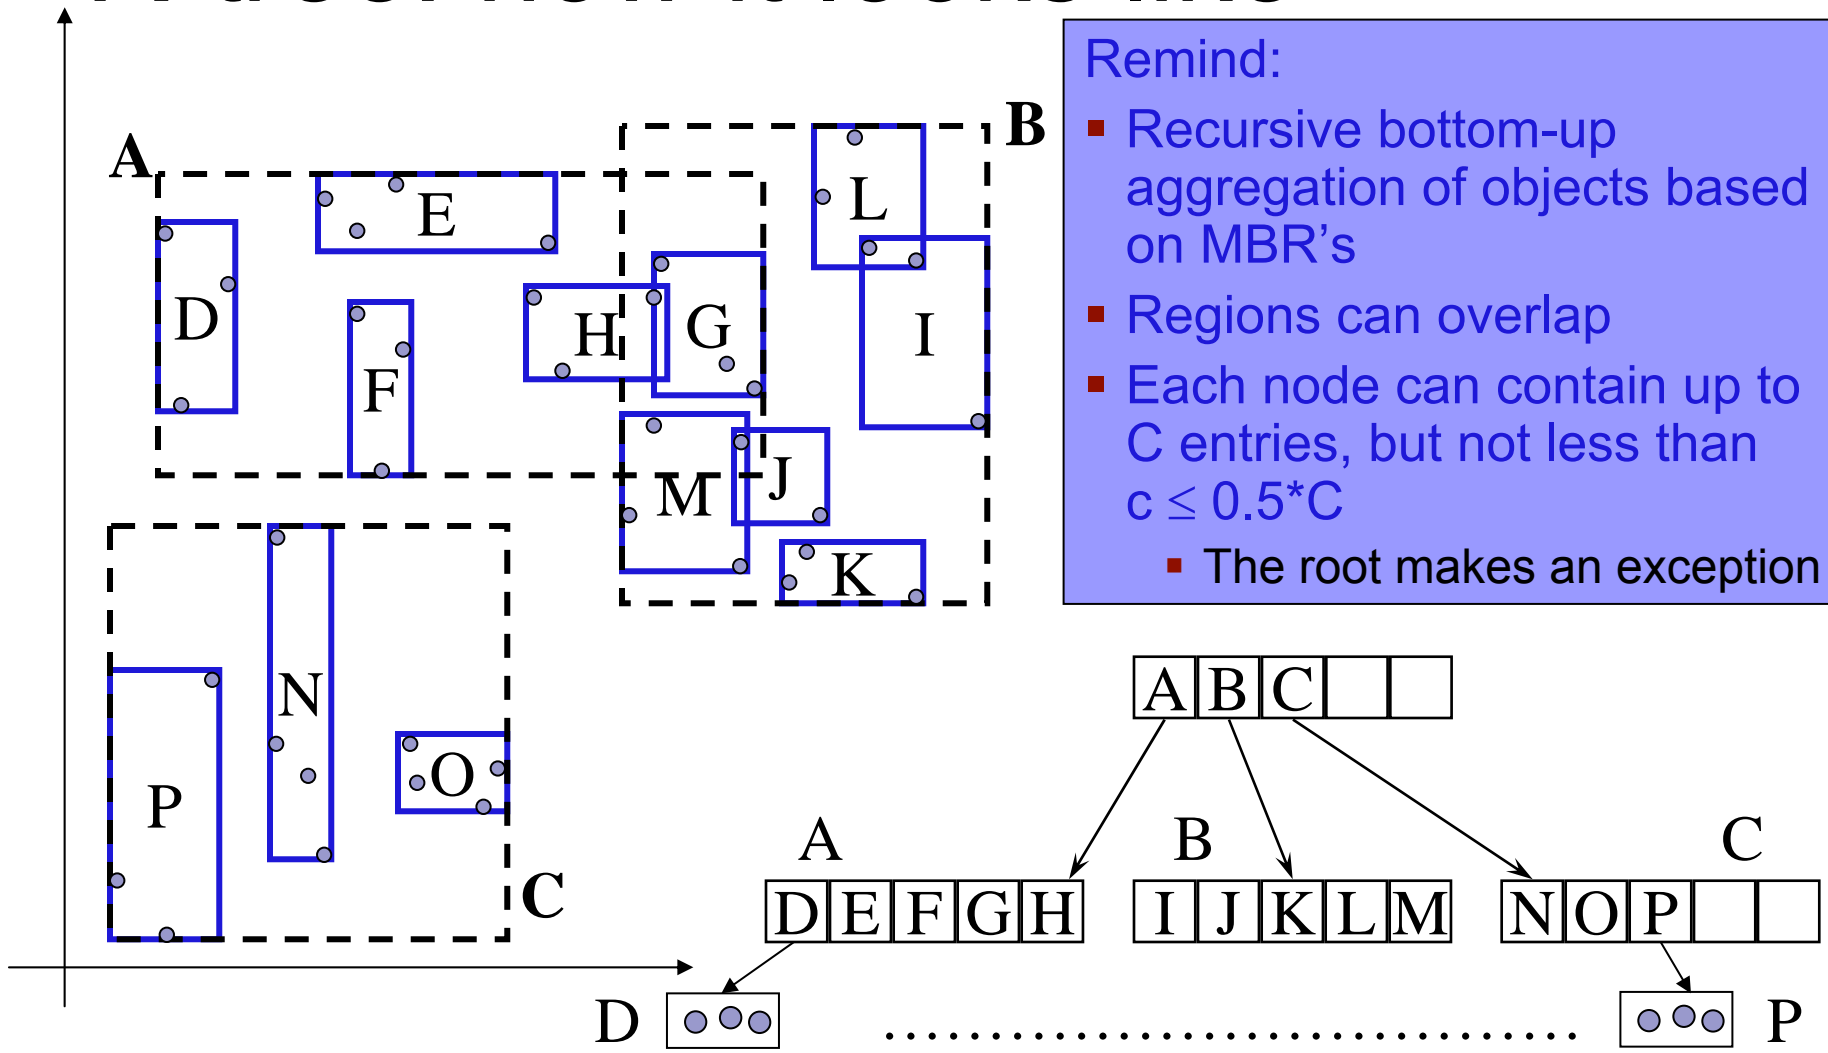 Remind:
Recursive bottom-up
aggregation of objects based
on MBR's
Regions can overlap
Each node can contain up to
C entries, but not less than
c ≤ 0.5*C
The root makes an exception
A
B
E
L
D
H
G
I
F
M
J
K
N
P
O
C
A B C
A
B
C
D E F G H
I J K L M
N O P
D
P